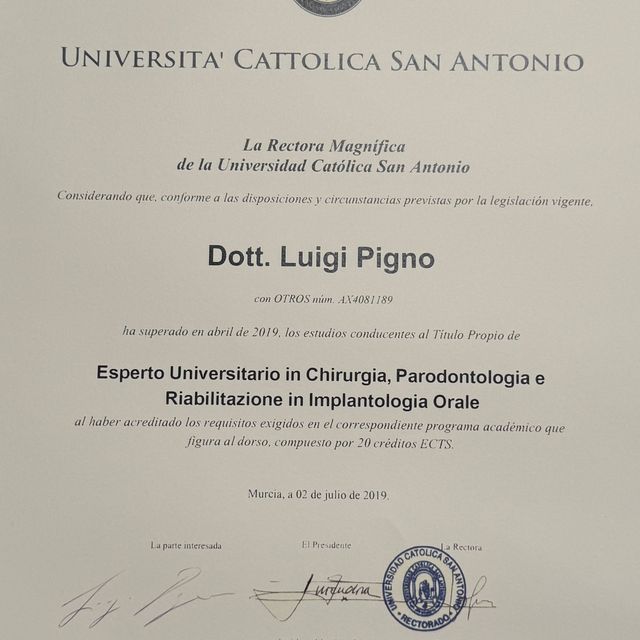 UNIVERSITA' CATTOLICA SAN ANTONIO
La Rectora Magnífica
de la Universidad Católica San Antonio
Considerando que, conforme a las disposiciones y circunstancias previstas por la legislación vigente,
Dott. Luigi Pigno
con OTROS núm. AX4081189
ha superado en abril de 2019, los estudios conducentes al Título Propio de
Esperto Universitario in Chirurgia, Parodontologia e
Riabilitazione in Implantologia Orale
al haber acreditado los requisitos exigidos en el correspondiente programa académico que
figura al dorso, compuesto por 20 créditos ECTS.
Murcia, a 02 de julio de 2019.
La parte interesada El Presidente La Rectora
UNIVERSIDAD CATOLICA SAN ANTONIO
RECTORADO